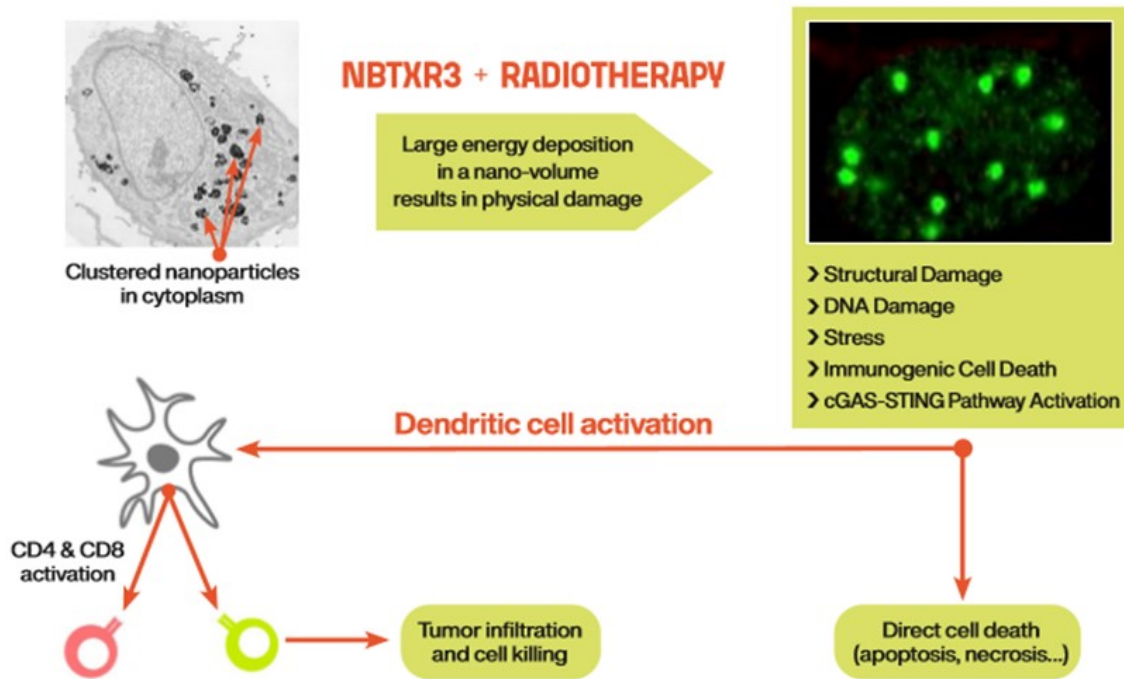 NBTXR3 + RADIOTHERAPY
Large energy deposition
in a nano-volume
results in physical damage
Clustered nanoparticles
in cytoplasm
❯ Structural Damage
❯ DNA Damage
❯ Stress
❯ Immunogenic Cell Death
❯ cGAS-STING Pathway Activation
Dendritic cell activation
CD4 & CD8
activation
Tumor infiltration
and cell killing
Direct cell death
(apoptosis, necrosis...)